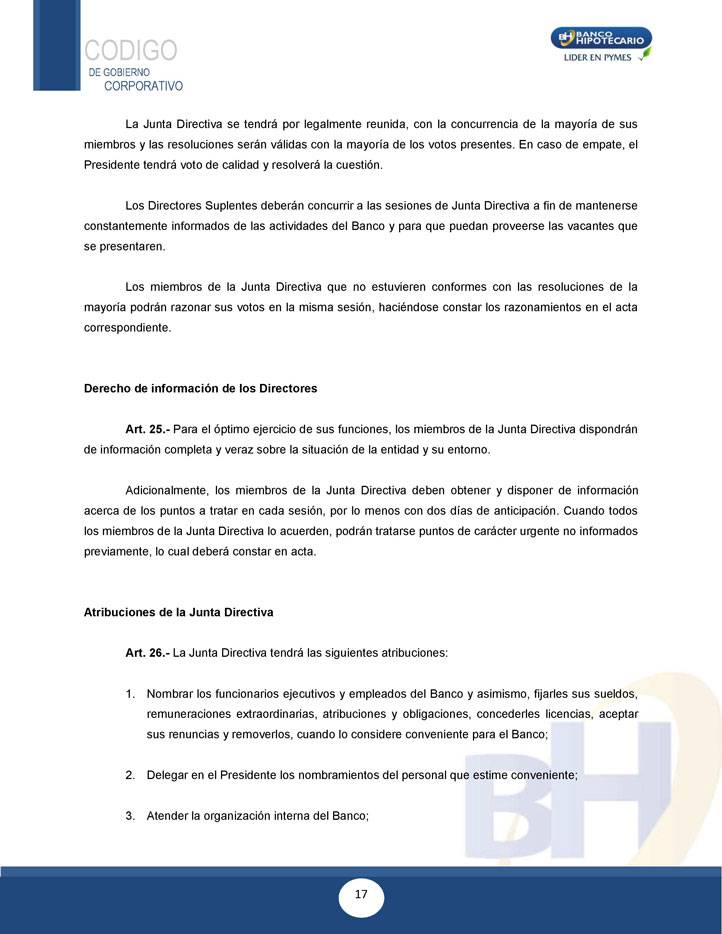 CODIGO
DE GOBIERNO
CORPORATIVO
BH BANCO
HIPOTECARIO
LIDER EN PYMES
La Junta Directiva se tendrá por legalmente reunida, con la concurrencia de la mayoría de sus
miembros y las resoluciones serán válidas con la mayoría de los votos presentes. En caso de empate, el
Presidente tendrá voto de calidad y resolverá la cuestión.
Los Directores Suplentes deberán concurrir a las sesiones de Junta Directiva a fin de mantenerse
constantemente informados de las actividades del Banco y para que puedan proveerse las vacantes que
se presentaren.
Los miembros de la Junta Directiva que no estuvieren conformes con las resoluciones de la
mayoría podrán razonar sus votos en la misma sesión, haciéndose constar los razonamientos en el acta
correspondiente.
Derecho de información de los Directores
Art. 25.- Para el óptimo ejercicio de sus funciones, los miembros de la Junta Directiva dispondrán
de información completa y veraz sobre la situación de la entidad y su entorno.
Adicionalmente, los miembros de la Junta Directiva deben obtener y disponer de información
acerca de los puntos a tratar en cada sesión, por lo menos con dos días de anticipación. Cuando todos
los miembros de la Junta Directiva lo acuerden, podrán tratarse puntos de carácter urgente no informados
previamente, lo cual deberá constar en acta.
Atribuciones de la Junta Directiva
Art. 26.- La Junta Directiva tendrá las siguientes atribuciones:
1. Nombrar los funcionarios ejecutivos y empleados del Banco y asimismo, fijarles sus sueldos,
remuneraciones extraordinarias, atribuciones y obligaciones, concederles licencias, aceptar
sus renuncias y removerlos, cuando lo considere conveniente para el Banco;
2. Delegar en el Presidente los nombramientos del personal que estime conveniente;
3. Atender la organización interna del Banco;
BH
17